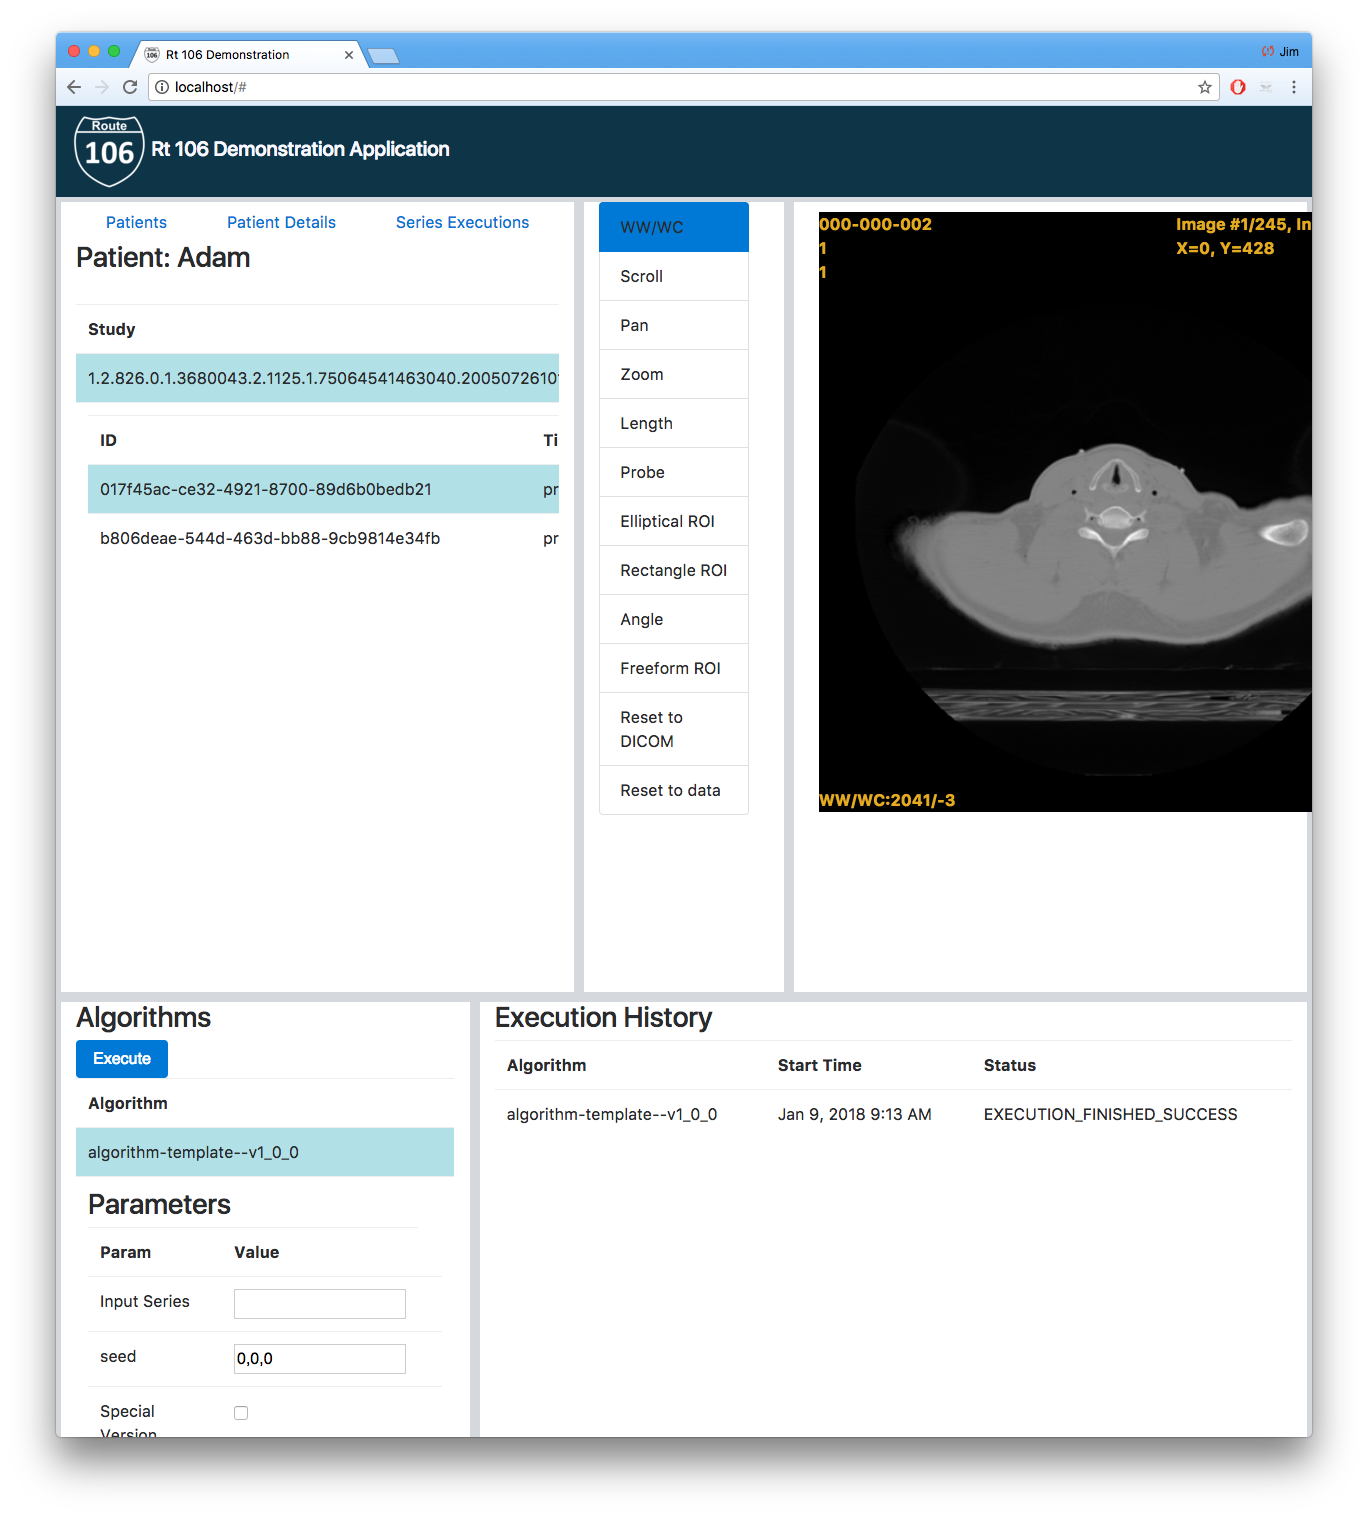 Rt 106 Demonstration
Jim
localhost/#
Route
106
Rt 106 Demonstration Application
Patients
Patient Details
Series Executions
Patient: Adam
Study
1.2.826.0.1.3680043.2.1125.1.75064541463040.2005072610
ID
Ti
017f45ac-ce32-4921-8700-89d6b0bedb21
pr
b806deae-544d-463d-bb88-9cb9814e34fb
pr
WW/WC
Scroll
Pan
Zoom
Length
Probe
Elliptical ROI
Rectangle ROI
Angle
Freeform ROI
Reset to
DICOM
Reset to data
000-000-002
1
1
Image #1/245, In
X=0, Y=428
WW/WC:2041/-3
Algorithms
Execute
Algorithm
algorithm-template--v1_0_0
Parameters
Param
Value
Input Series
seed
0,0,0
Special
Version
Execution History
Algorithm
Start Time
Status
algorithm-template--v1_0_0
Jan 9, 2018 9:13 AM
EXECUTION_FINISHED_SUCCESS